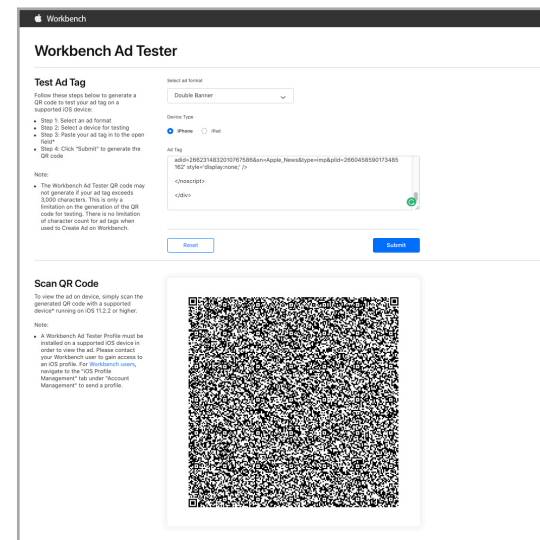 Workbench
Workbench Ad Tester
Test Ad Tag
Follow these steps below to generate a
QR code to test your ad tag on a
supported iOS device:
Step 1: Select an ad format
Step 2: Select a device for testing
Step 3: Paste your ad tag in to the open
field*
Step 4: Click "Submit" to generate the
QR code
Note:
The Workbench Ad Tester QR code may
not generate if your ad tag exceeds
3,000 characters. This is only a
limitation on the generation of the QR
code for testing. There is no limitation
of character count for ad tags when
used to Create Ad on Workbench.
Select ad format
Double Banner
Device Type
iPhone
iPad
Ad Tag
adid=2662314832010767586&sn=Apple_News&type=imp&plid=2660458590173485
162' style='display:none;' />
</noscript>
</div>
Reset
Submit
Scan QR Code
To view the ad on device, simply scan the
generated QR code with a supported
device* running on iOS 11.2.2 or higher.
Note:
A Workbench Ad Tester Profile must be
installed on a supported iOS device in
order to view the ad. Please contact
your Workbench user to gain access to
an iOS profile. For Workbench users,
navigate to the "iOS Profile
Management" tab under "Account
Management" to send a profile.